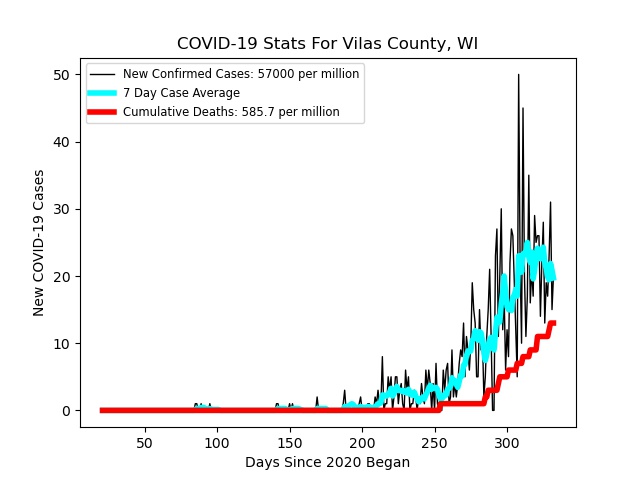 COVID-19 Stats For Vilas County, WI
New Confirmed Cases: 57000 per million
7 Day Case Average
Cumulative Deaths: 585.7 per million
New COVID-19 Cases
50
40
30
20
10
0
50 100 150 200 250 300
Days Since 2020 Began